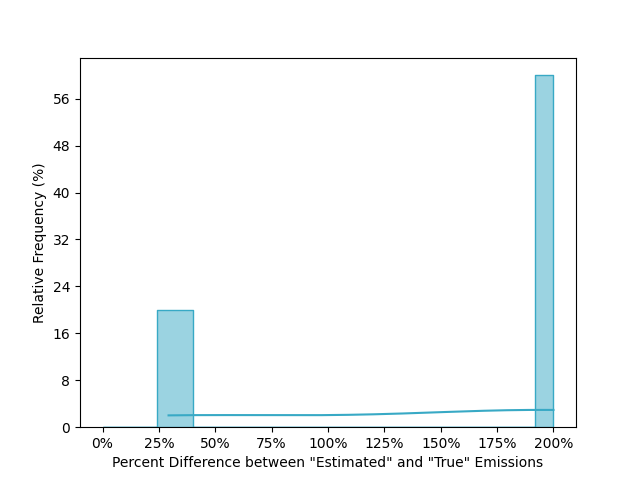 56
48
40
32
24
16
8
0
Relative Frequency (%)
0% 25% 50% 75% 100% 125% 150% 175% 200%
Percent Difference between "Estimated" and "True" Emissions